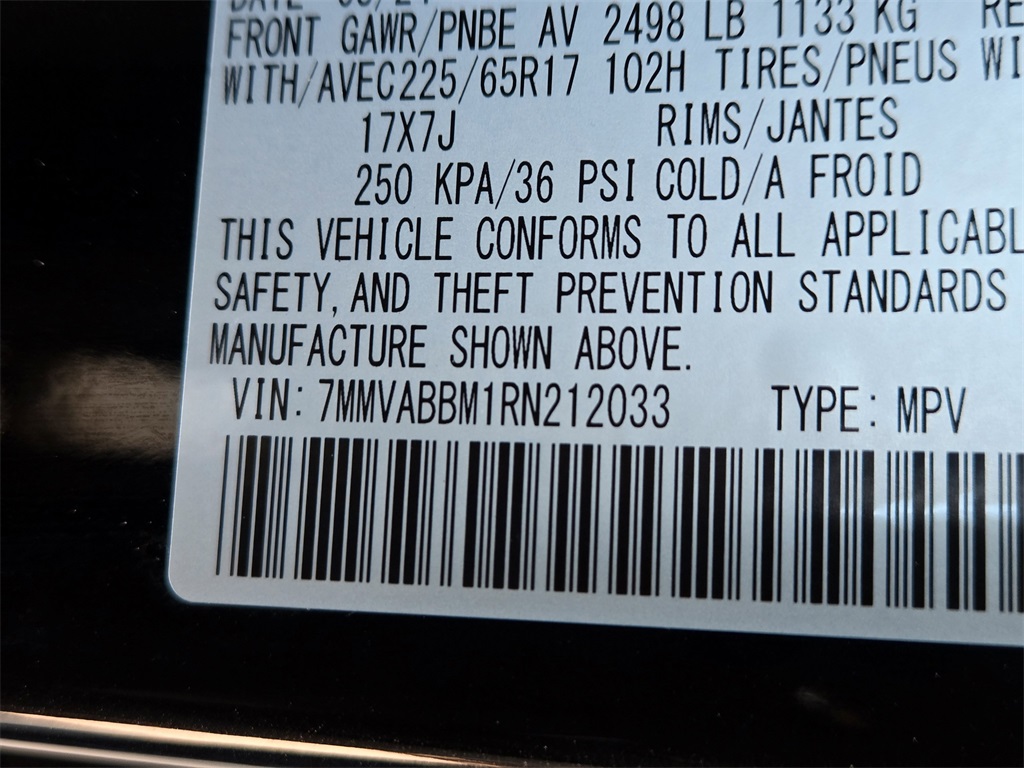 FRONT GAWR/PNBE AV 2498 LB 1133 KG
WITH/AVEC225/65R17 102H TIRES/PNEUS
17X7J RIMS/JANTES
250 KPA/36 PSI COLD/A FROID
THIS VEHICLE CONFORMS TO ALL
SAFETY, AND THEFT PREVENTION STANDARDS
MANUFACTURE SHOWN ABOVE.
VIN: 7MMVABBM1RN212033 TYPE: MPV